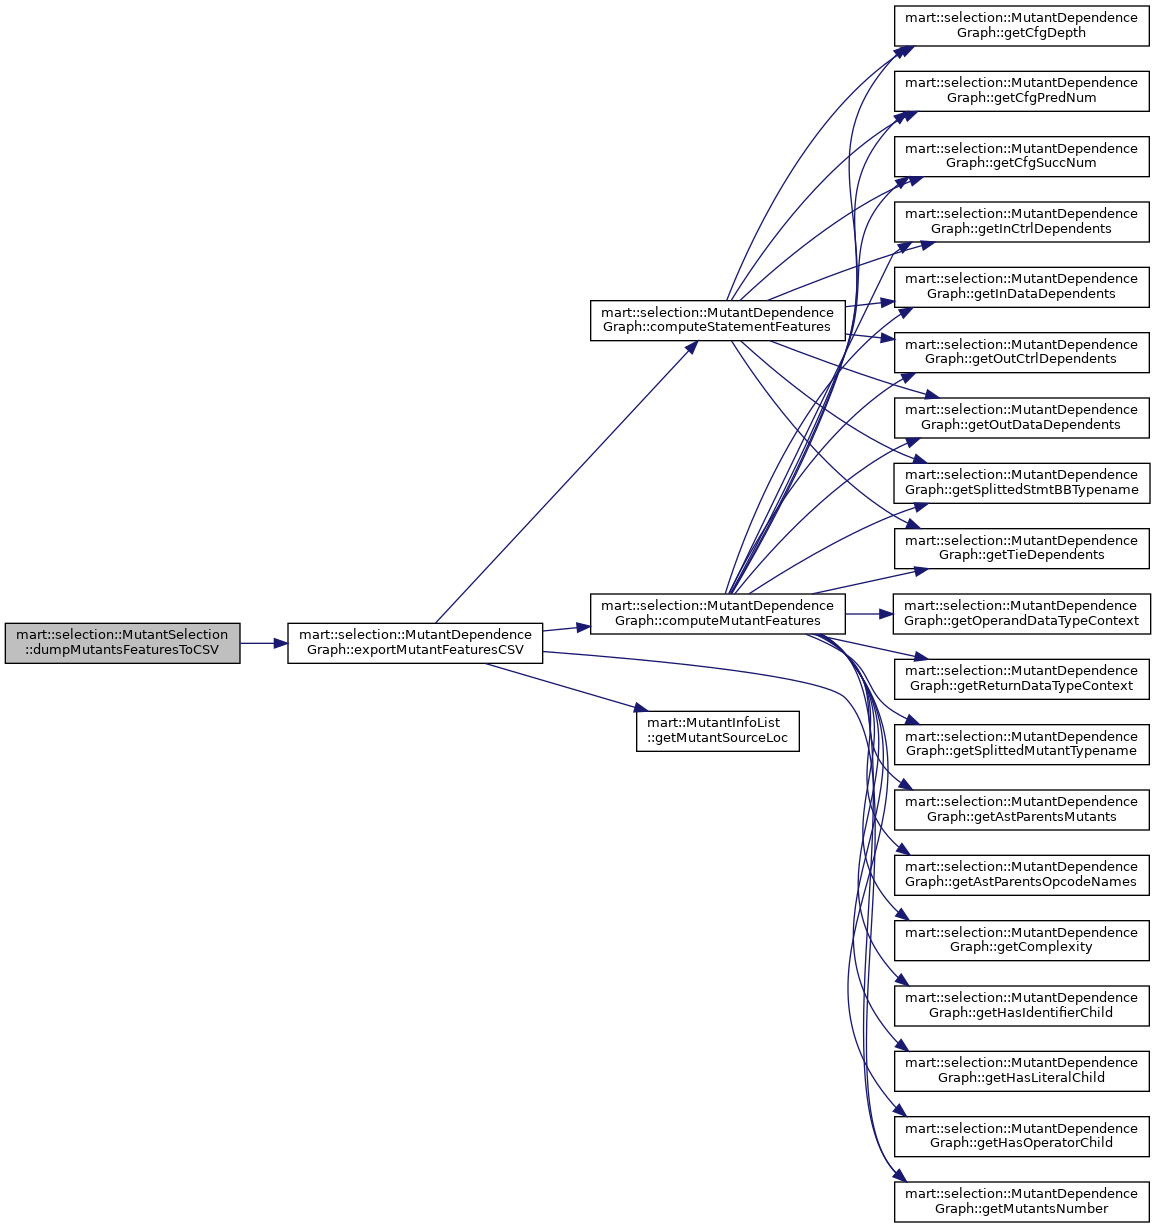 mart::selection::MutantSelection
::dumpMutantsFeaturesToCSV
mart::selection::MutantDependence
Graph::exportMutantFeaturesCSV
mart::selection::MutantDependence
Graph::computeStatementFeatures
mart::selection::MutantDependence
Graph::computeMutantFeatures
mart::MutantInfoList
::getMutantSourceLoc
mart::selection::MutantDependence
Graph::getCfgDepth
mart::selection::MutantDependence
Graph::getCfgPredNum
mart::selection::MutantDependence
Graph::getCfgSuccNum
mart::selection::MutantDependence
Graph::getInCtrlDependents
mart::selection::MutantDependence
Graph::getInDataDependents
mart::selection::MutantDependence
Graph::getOutCtrlDependents
mart::selection::MutantDependence
Graph::getOutDataDependents
mart::selection::MutantDependence
Graph::getSplittedStmtBBTypename
mart::selection::MutantDependence
Graph::getTieDependents
mart::selection::MutantDependence
Graph::getOperandDataTypeContext
mart::selection::MutantDependence
Graph::getReturnDataTypeContext
mart::selection::MutantDependence
Graph::getSplittedMutantTypename
mart::selection::MutantDependence
Graph::getAstParentsMutants
mart::selection::MutantDependence
Graph::getAstParentsOpcodeNames
mart::selection::MutantDependence
Graph::getComplexity
mart::selection::MutantDependence
Graph::getHasIdentifierChild
mart::selection::MutantDependence
Graph::getHasLiteralChild
mart::selection::MutantDependence
Graph::getHasOperatorChild
mart::selection::MutantDependence
Graph::getMutantsNumber